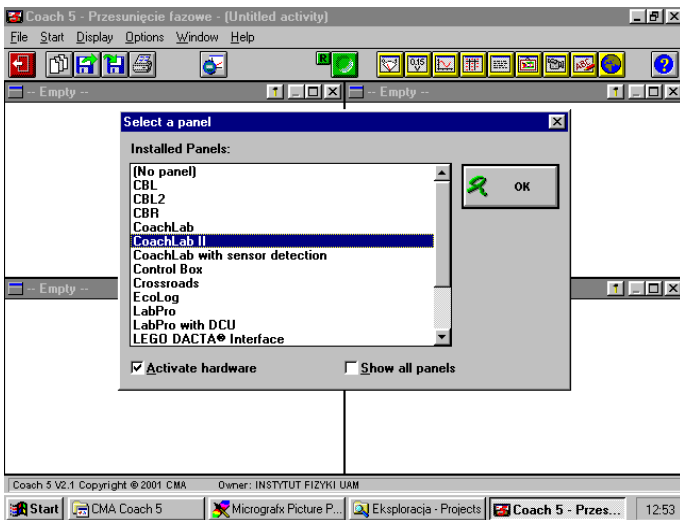 Coach 5 - Przesunięcie fazowe - (Untitled activity)
File Start Display Options Window Help
R
0.15
-- Empty --
-- Empty --
Select a panel
Installed Panels:
(No panel)
CBL
CBL2
CBR
CoachLab
CoachLab II
CoachLab with sensor detection
Control Box
Crossroads
EcoLog
LabPro
LabPro with DCU
LEGO DACTA® Interface
OK
Activate hardware
Show all panels
-- Empty --
Coach 5 V2.1 Copyright © 2001 CMA Owner: INSTYTUT FIZYKI UAM
Start CMA Coach 5 Micrografx Picture P... Eksploracja - Projects Coach 5 - Przes... 12:53